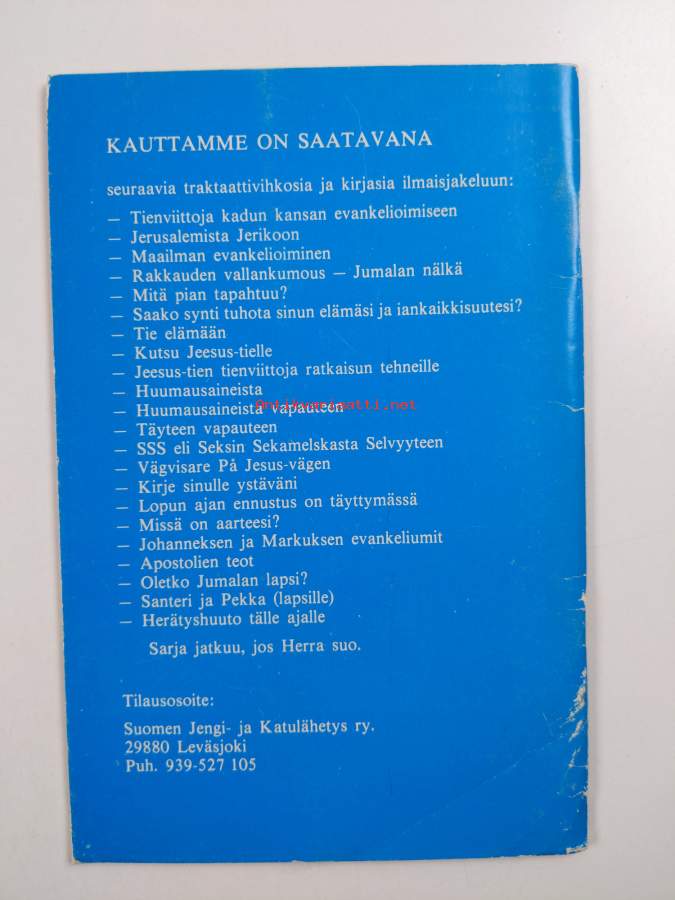 KAUTTAMME ON SAATAVANA
seuraavia traktaattivihkosia ja kirjasia ilmaisjakeluun:
— Tienviittoja kadun kansan evankelioimiseen
— Jerusalemista Jerikoon
— Maailman evankelioiminen
— Rakkauden vallankumous — Jumalan nälkä
— Mitä pian tapahtuu?
— Saako synti tuhota sinun elämäsi ja iankaikkisuutesi?
— Tie elämään
— Kutsu Jeesus-tielle
— Jeesus-tien tienviittoja ratkaisun tehneille
— Huumausaineista
— Huumausaineista vapauteen
Antikvariaatti.net
— Täyteen vapauteen
— SSS eli Seksin Sekamelskasta Selvyyteen
— Vägvisare På Jesus-vägen
— Kirje sinulle ystäväni
— Lopun ajan ennustus on täyttymässä
— Missä on aarteesi?
— Johanneksen ja Markuksen evankeliumit
— Apostolien teot
— Oletko Jumalan lapsi?
— Santeri ja Pekka (lapsille)
— Herätyshuuto tälle ajalle
Sarja jatkuu, jos Herra suo.
Tilausosoite:
Suomen Jengi- ja Katulähetys ry.
29880 Leväsjoki
Puh. 939-527 105